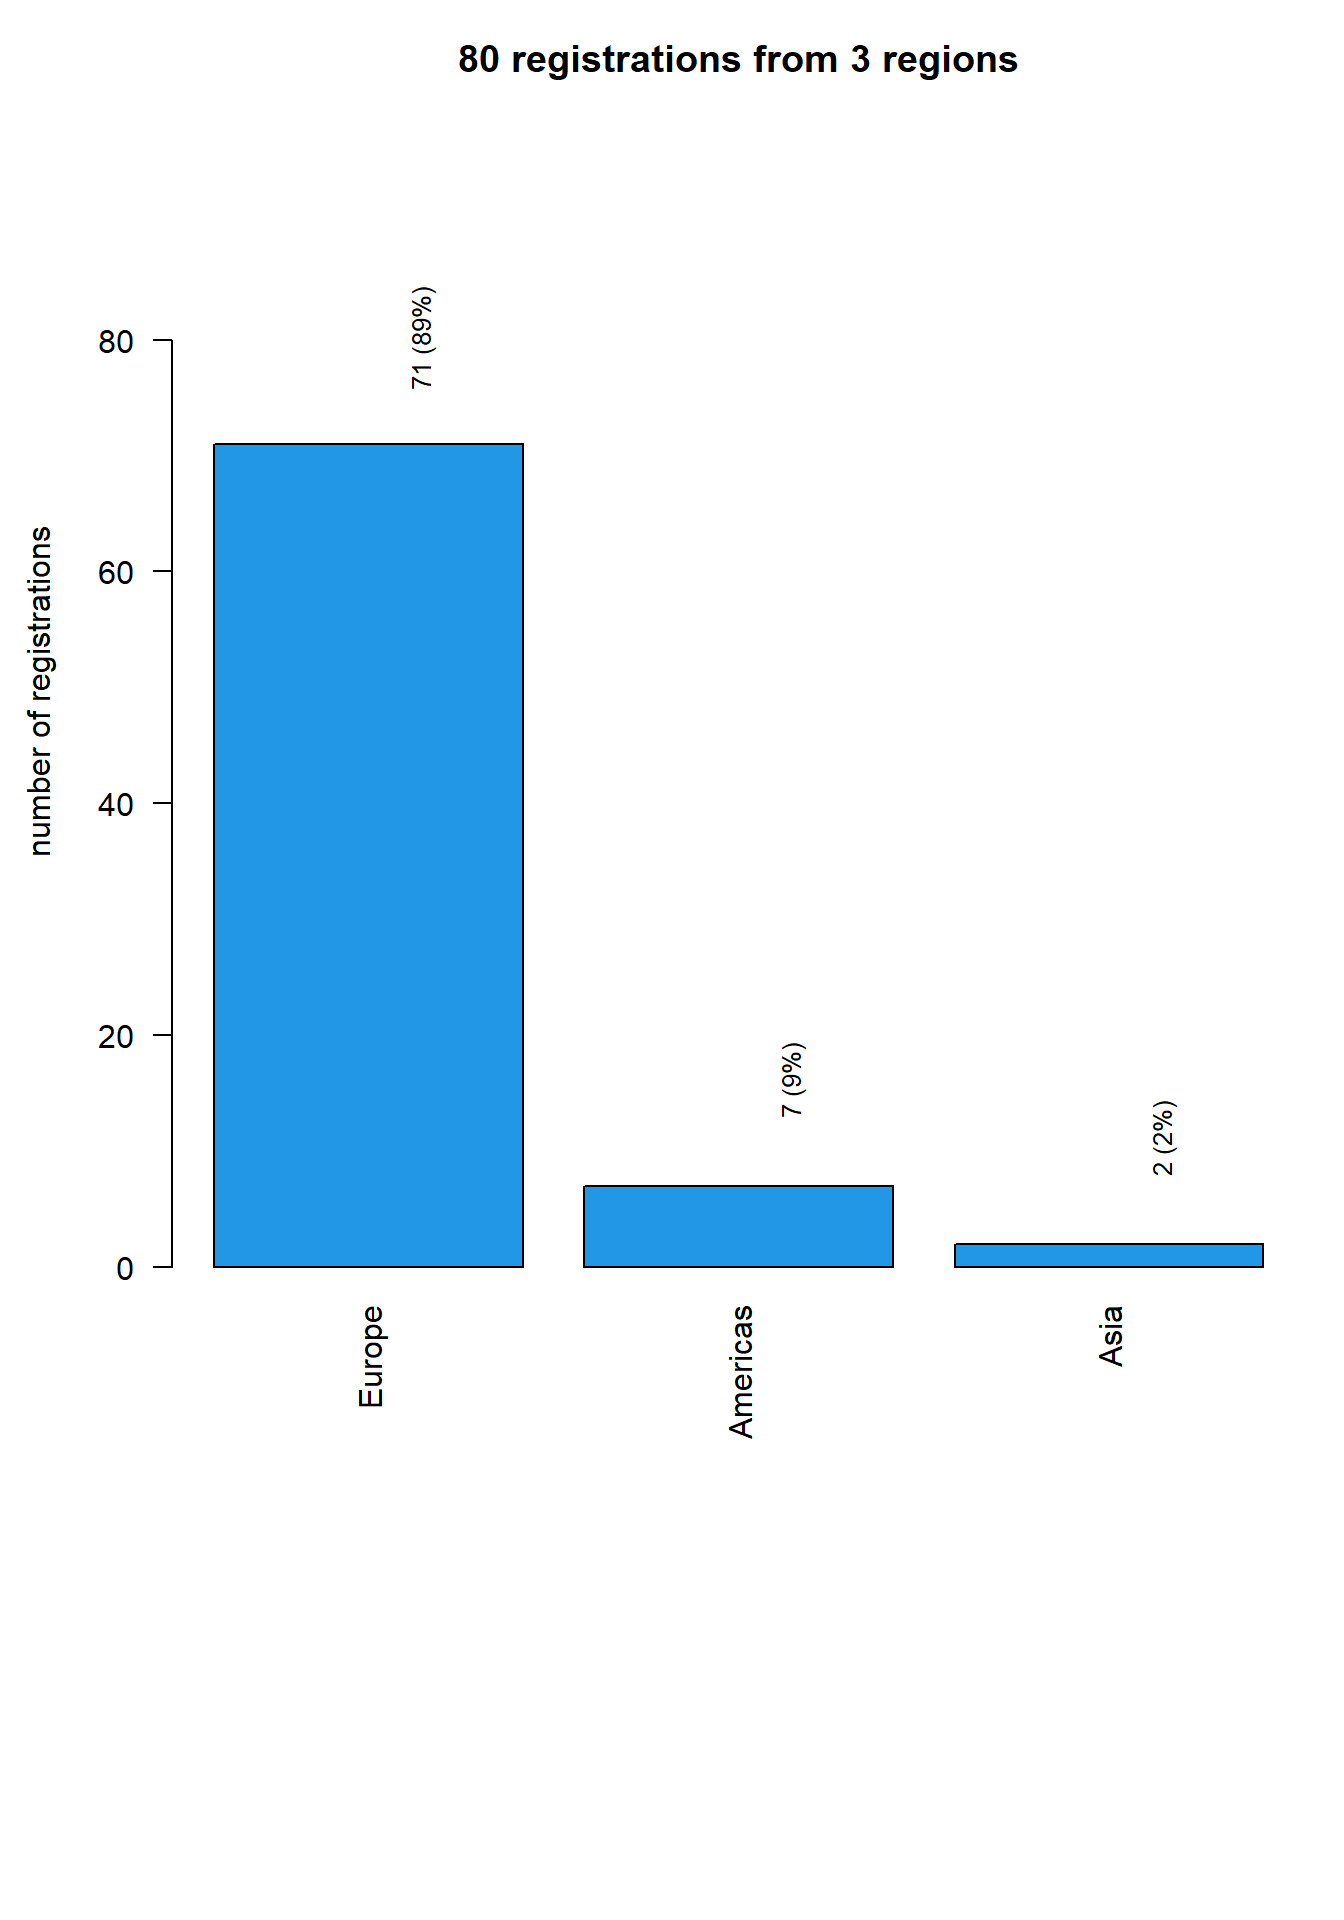 80 registrations from 3 regions
number of registrations
80
60
40
20
0
71 (89%)
7 (9%)
2 (2%)
Europe
Americas
Asia